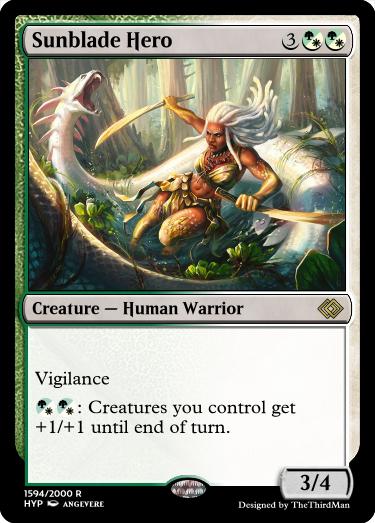 Sunblade Hero 3
Creature — Human Warrior
Vigilance
: Creatures you control get
+1/+1 until end of turn.
3/4
1594/2000 R
HYP ANGEVERE
Designed by TheThirdMan